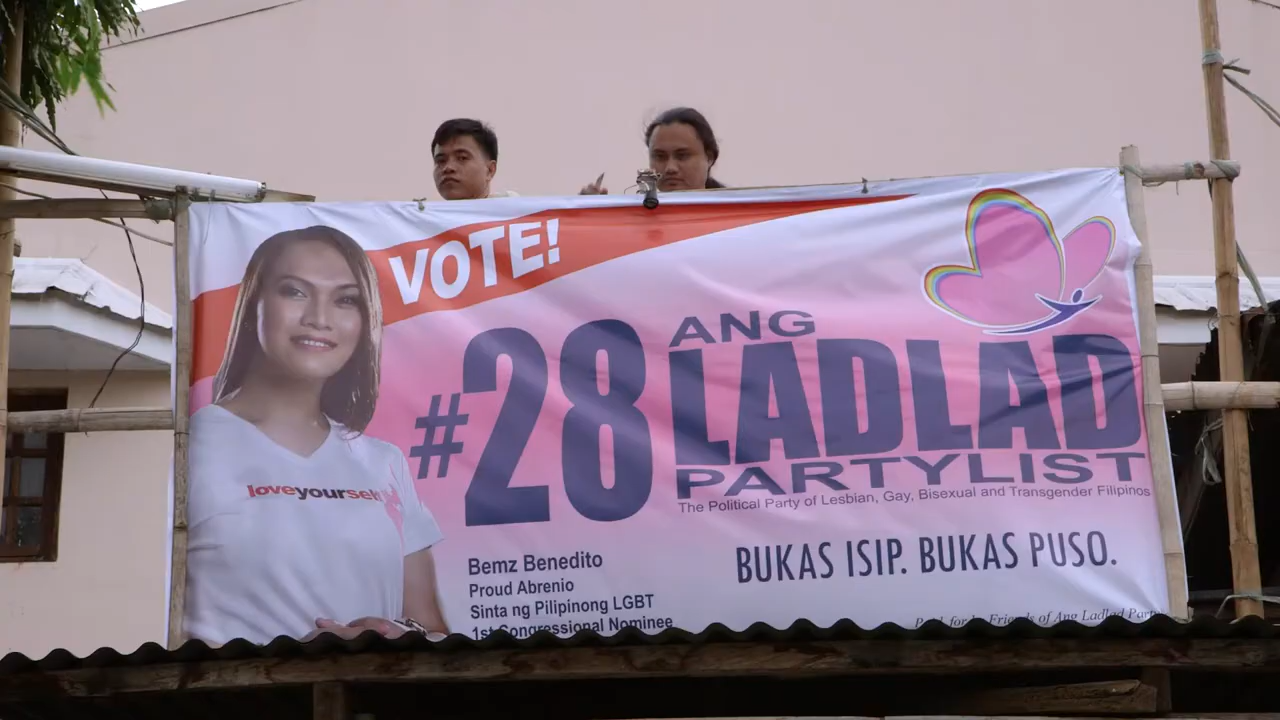 VOTE!
#28
ANG
LADLAD
PARTYLIST
The Political Party of Lesbian, Gay, Bisexual and Transgender Filipinos
BUKAS ISIP. BUKAS PUSO.
loveyourself
Bemz Benedito
Proud Abrenio
Sinta ng Pilipinong LGBT
1st Congressional Nominee
Friends of Ang Ladlad